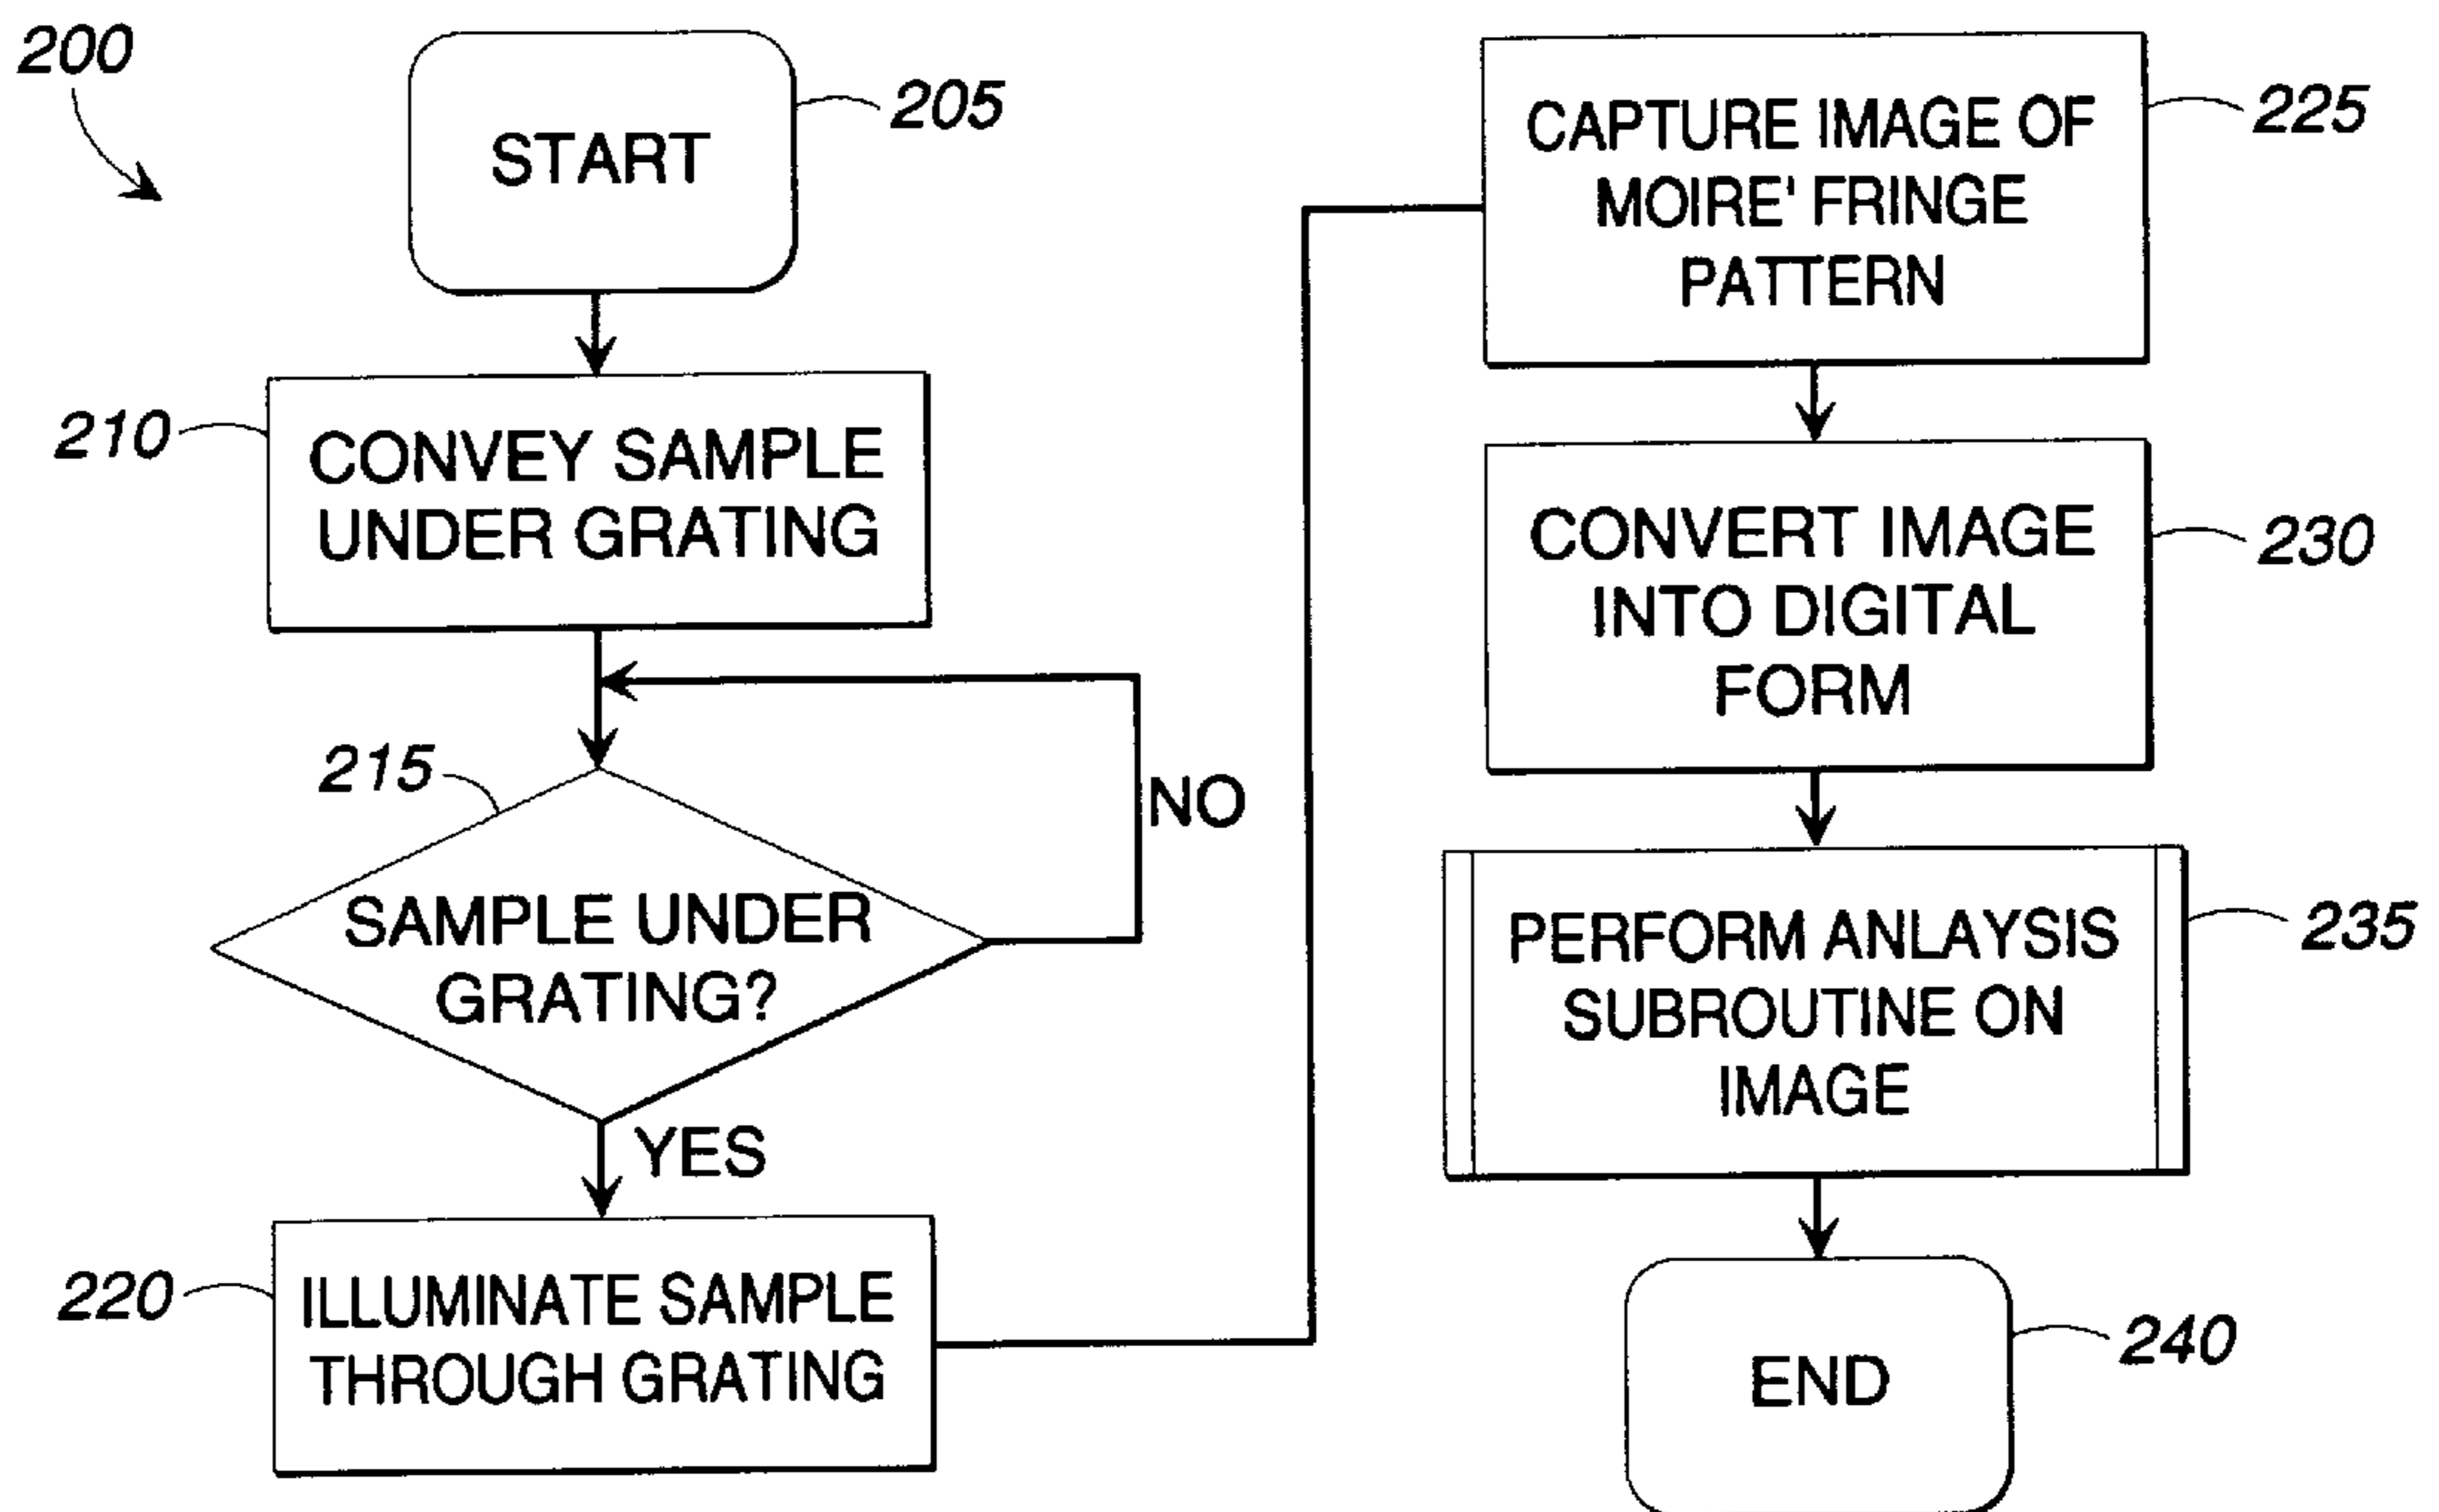 200
START
205
210
CONVEY SAMPLE
UNDER GRATING
215
NO
SAMPLE UNDER
GRATING?
YES
220
ILLUMINATE SAMPLE
THROUGH GRATING
CAPTURE IMAGE OF
MOIRE' FRINGE
PATTERN
225
CONVERT IMAGE
INTO DIGITAL
FORM
230
PERFORM ANLAYSIS
SUBROUTINE ON
IMAGE
235
END
240